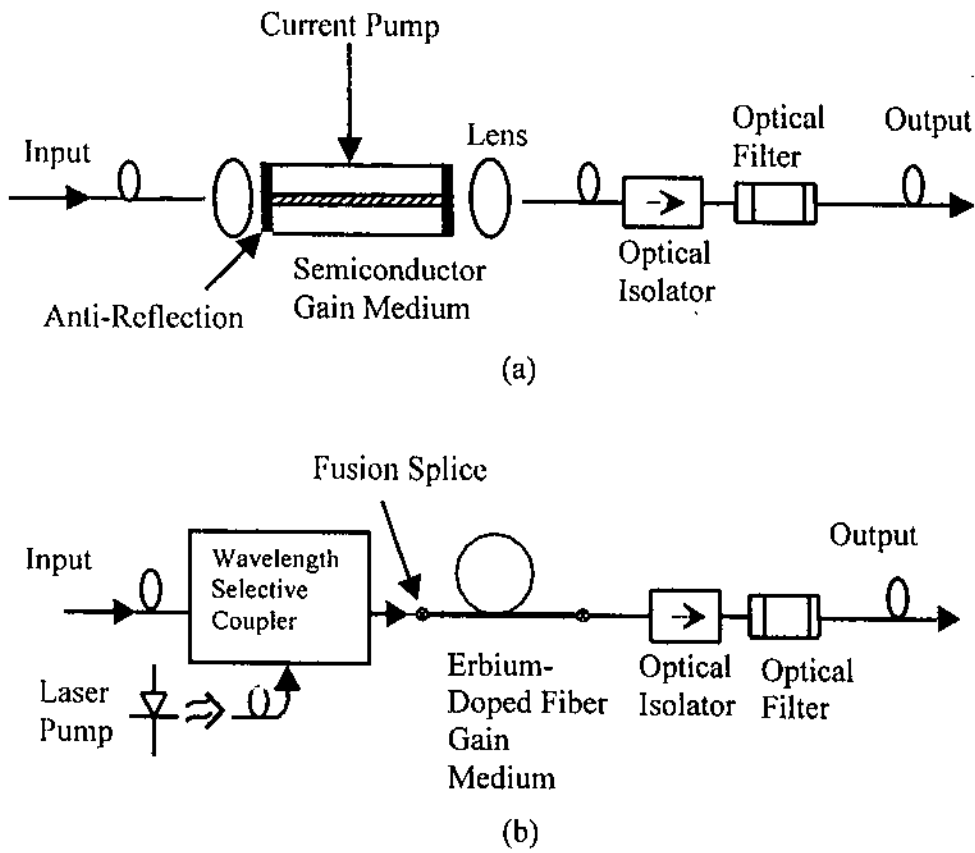 Current Pump
Input
Lens
Optical
Filter
Output
Semiconductor
Gain Medium
Optical
Isolator
Anti-Reflection
(a)
Fusion Splice
Input
Wavelength
Selective
Coupler
Output
Laser
Pump
Erbium-
Doped Fiber
Gain
Medium
Optical
Isolator
Optical
Filter
(b)